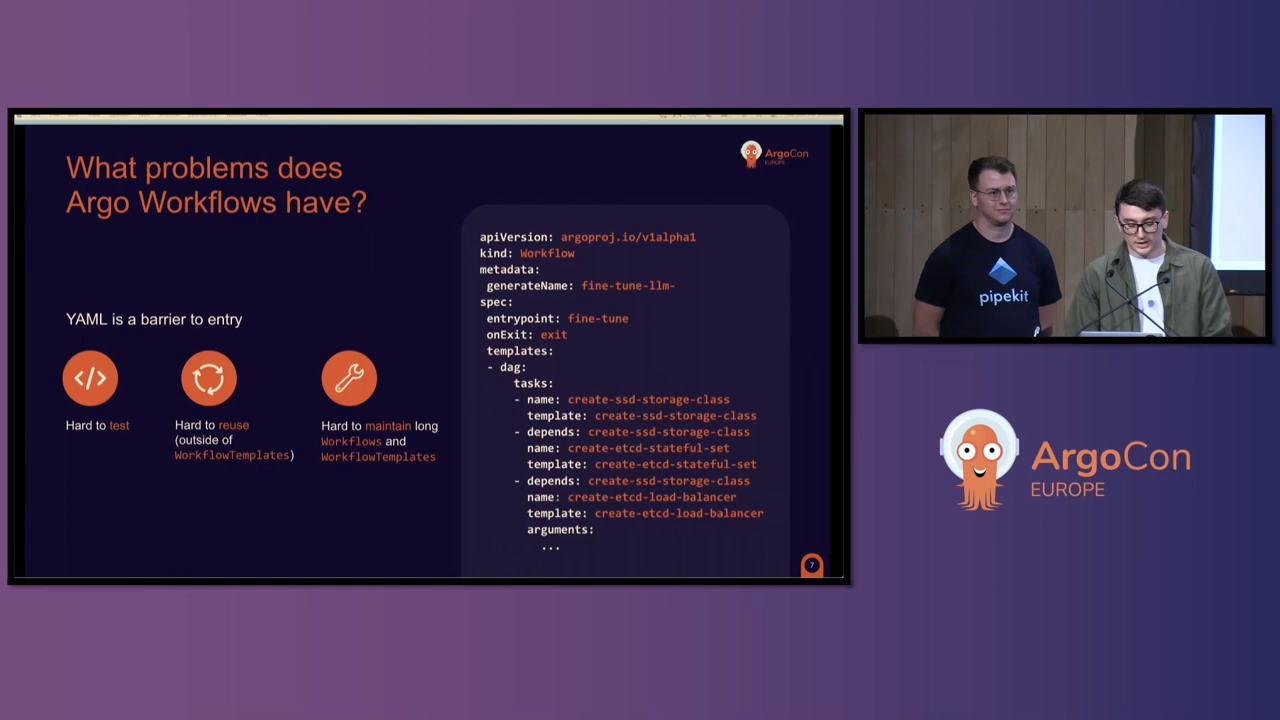 What problems does
Argo Workflows have?
ArgoCon
EUROPE
YAML is a barrier to entry
Hard to test
Hard to reuse
(outside of
WorkflowTemplates)
Hard to maintain long
Workflows and
WorkflowTemplates
apiVersion: argoproj.io/v1alpha1
kind: Workflow
metadata:
generateName: fine-tune-llm-
spec:
entrypoint: fine-tune
onExit: exit
templates:
- dag:
tasks:
- name: create-ssd-storage-class
template: create-ssd-storage-class
- depends: create-ssd-storage-class
name: create-etcd-stateful-set
template: create-etcd-stateful-set
- depends: create-ssd-storage-class
name: create-etcd-load-balancer
template: create-etcd-load-balancer
arguments:
...
7
pipekit
ArgoCon
EUROPE